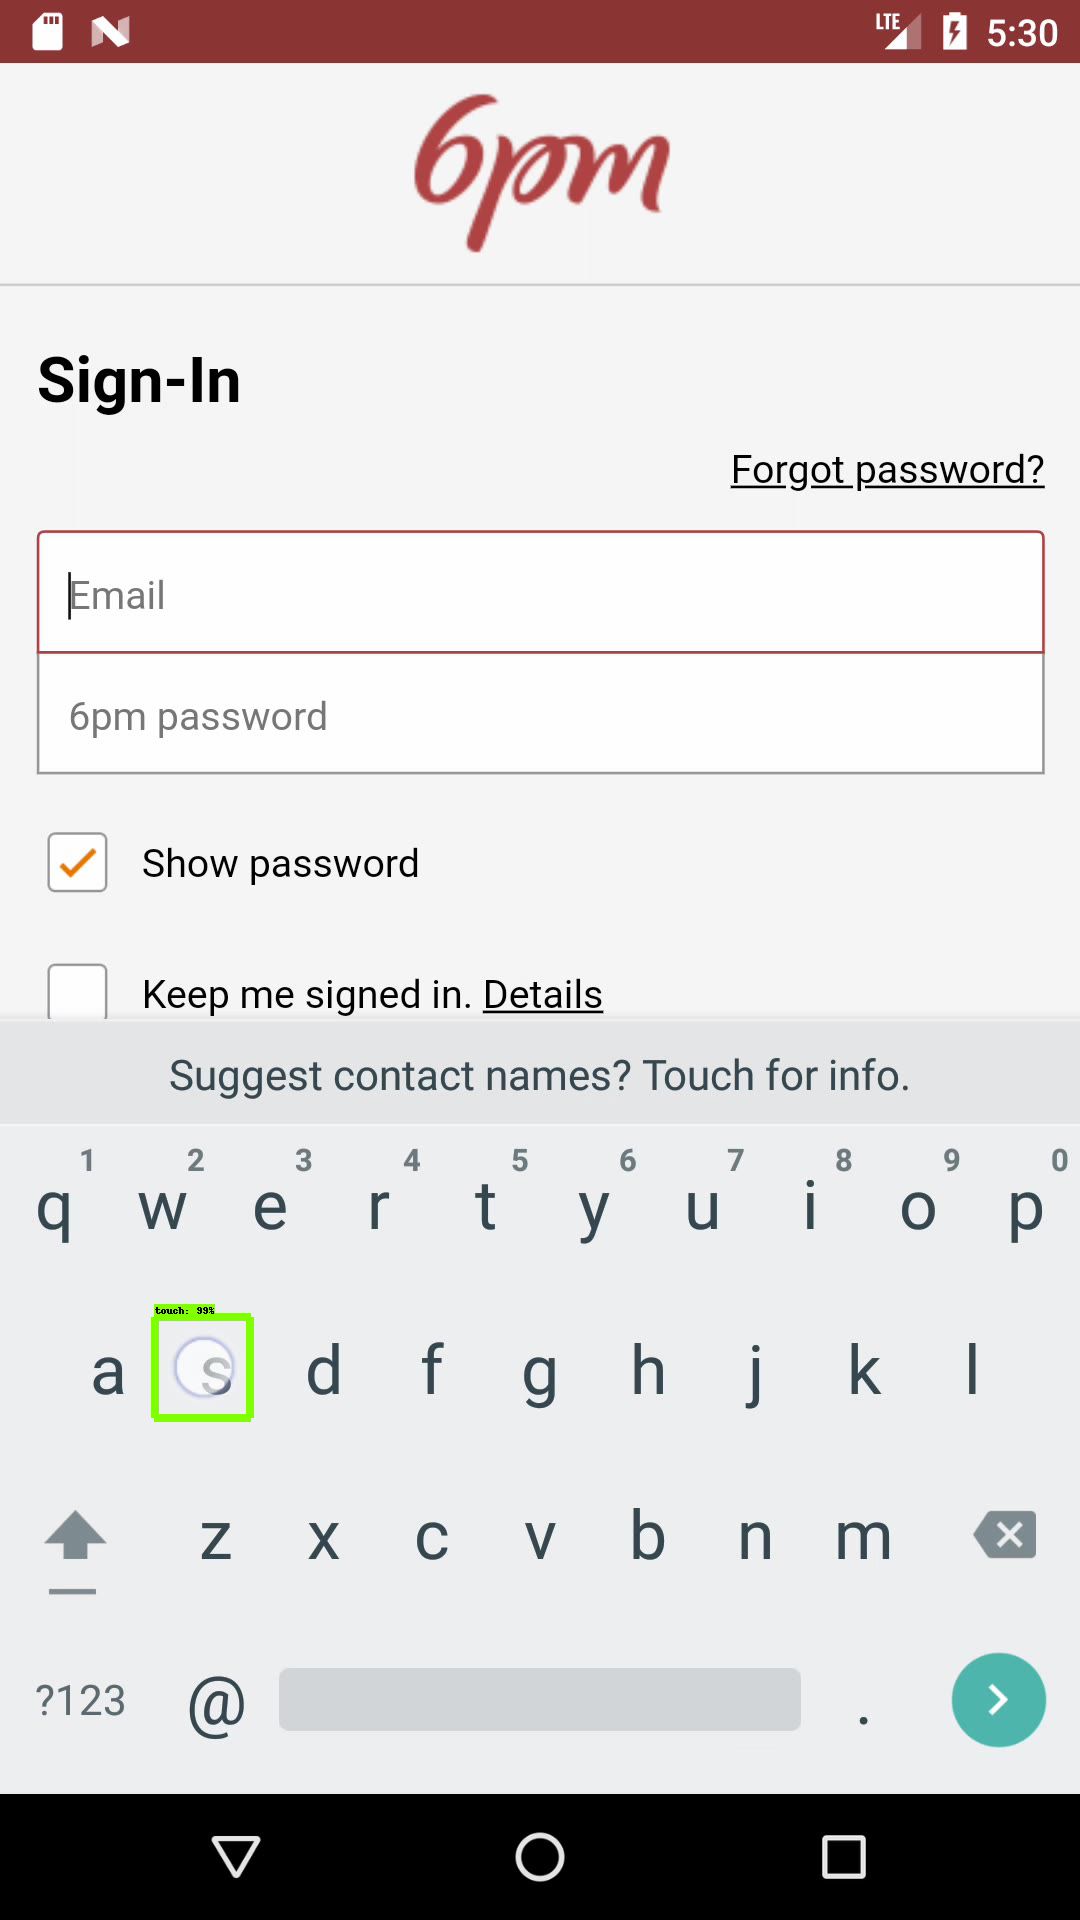 LTE 5:30
6pm
Sign-In
Forgot password?
Email
6pm password
Show password
Keep me signed in. Details
Suggest contact names? Touch for info.
1 2 3 4 5 6 7 8 9 0
q w e r t y u i o p
touch: 99%
a s d f g h j k l
z x c v b n m
?123 @ .